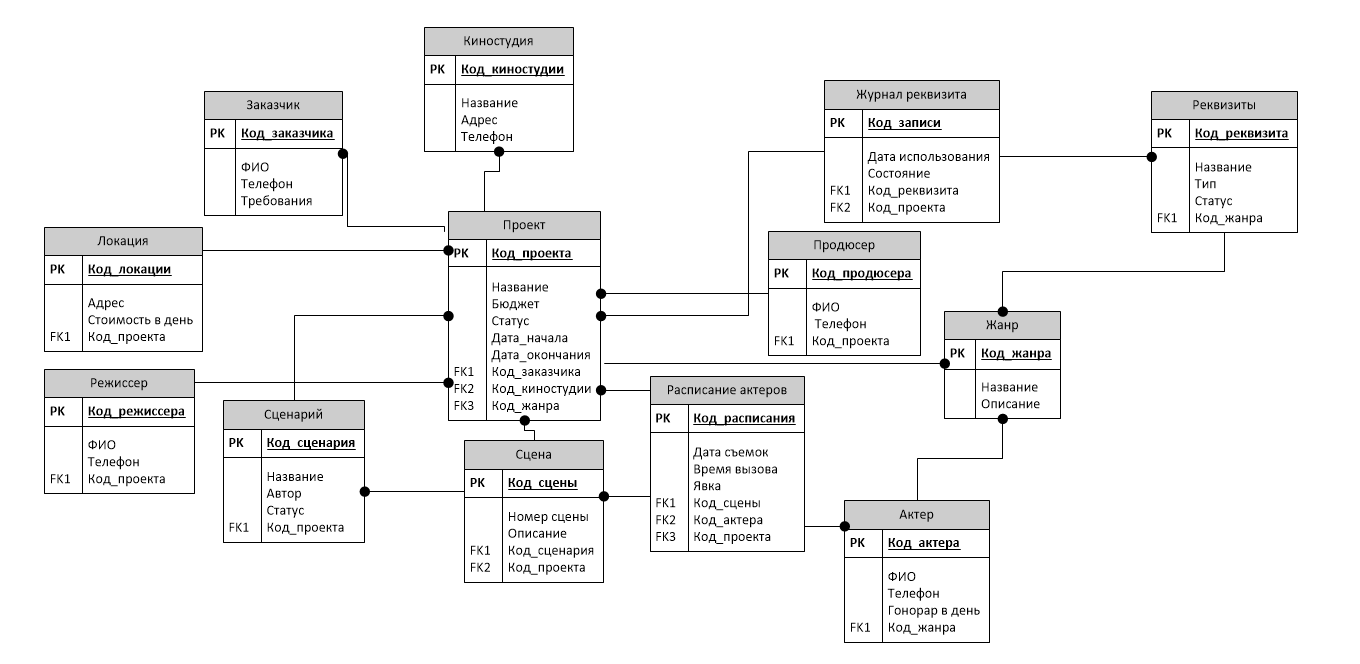 Киностудия
PK Код_киностудии
Название
Адрес
Телефон
Заказчик
PK Код_заказчика
ФИО
Телефон
Требования
Журнал реквизита
PK Код_записи
Дата использования
Состояние
FK1 Код_реквизита
FK2 Код_проекта
Реквизиты
PK Код_реквизита
Название
Тип
Статус
FK1 Код_жанра
Локация
PK Код_локации
Адрес
Стоимость в день
FK1 Код_проекта
Проект
PK Код_проекта
Название
Бюджет
Статус
Дата_начала
Дата_окончания
FK1 Код_заказчика
FK2 Код_киностудии
FK3 Код_жанра
Продюсер
PK Код_продюсера
ФИО
Телефон
FK1 Код_проекта
Жанр
PK Код_жанра
Название
Описание
Режиссер
PK Код_режиссера
ФИО
Телефон
FK1 Код_проекта
Сценарий
PK Код_сценария
Название
Автор
Статус
FK1 Код_проекта
Сцена
PK Код_сцены
Номер сцены
Описание
FK1 Код_сценария
FK2 Код_проекта
Расписание актеров
PK Код_расписания
Дата съемок
Время вызова
Явка
FK1 Код_сцены
FK2 Код_актера
FK3 Код_проекта
Актер
PK Код_актера
ФИО
Телефон
Гонорар в день
FK1 Код_жанра